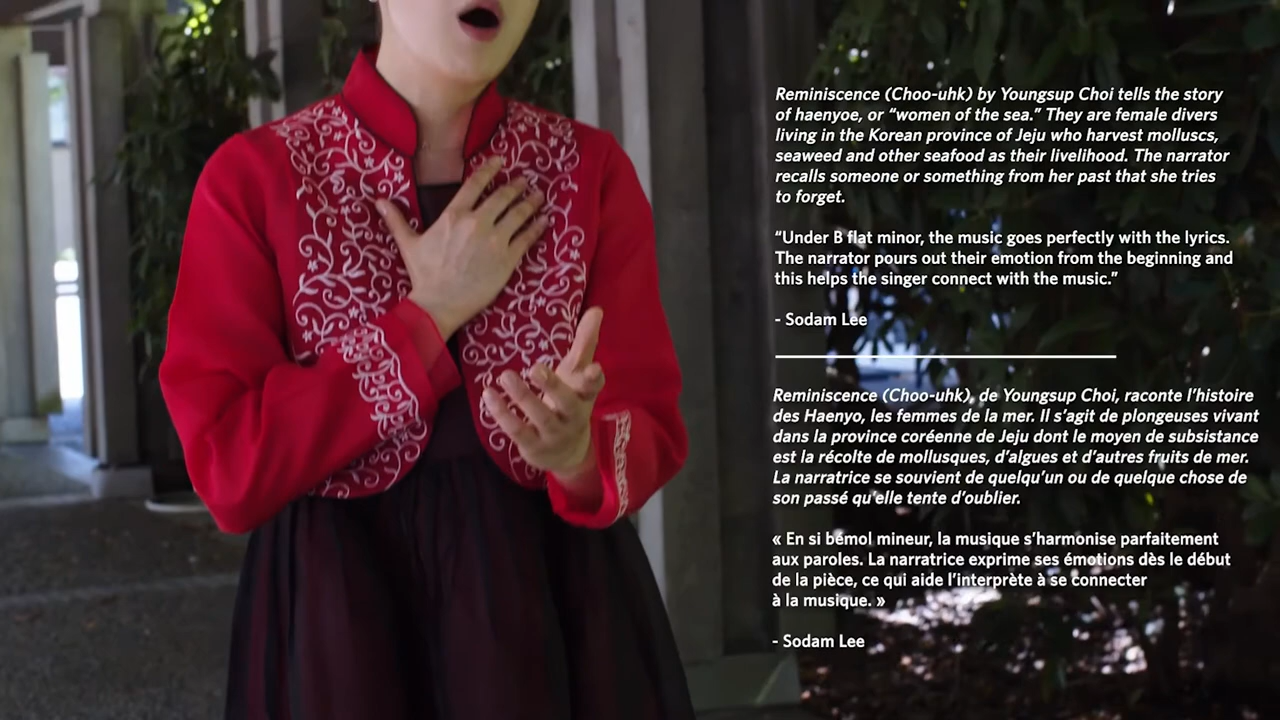 Reminiscence (Choo-uhk) by Youngsup Choi tells the story
of haenyoe, or “women of the sea.” They are female divers
living in the Korean province of Jeju who harvest molluscs,
seaweed and other seafood as their livelihood. The narrator
recalls someone or something from her past that she tries
to forget.
“Under B flat minor, the music goes perfectly with the lyrics.
The narrator pours out their emotion from the beginning and
this helps the singer connect with the music.”
- Sodam Lee
Reminiscence (Choo-uhk), de Youngsup Choi, raconte l’histoire
des Haenyo, les femmes de la mer. Il s’agit de plongeuses vivant
dans la province coréenne de Jeju dont le moyen de subsistance
est la récolte de mollusques, d’algues et d’autres fruits de mer.
La narratrice se souvient de quelqu’un ou de quelque chose de
son passé qu’elle tente d’oublier.
« En si bémol mineur, la musique s’harmonise parfaitement
aux paroles. La narratrice exprime ses émotions dès le début
de la pièce, ce qui aide l’interprète à se connecter
à la musique. »
- Sodam Lee